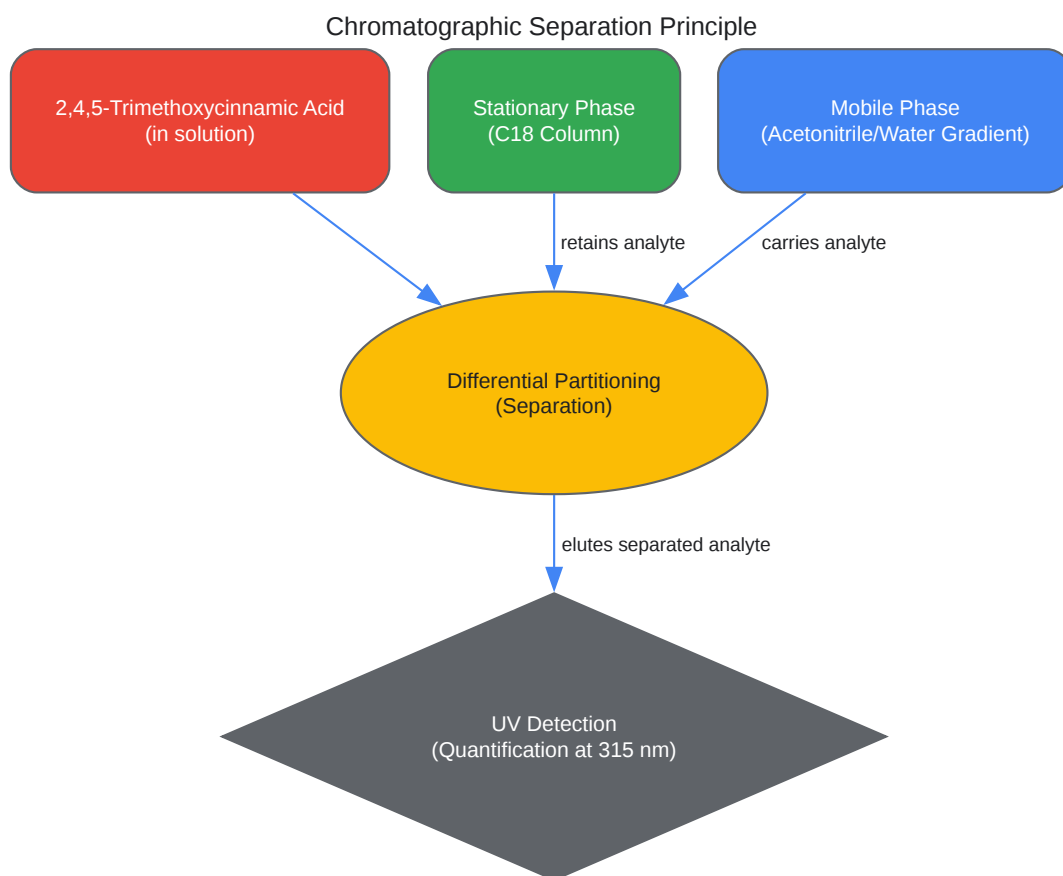 Chromatographic Separation Principle
2,4,5-Trimethoxycinnamic Acid
(in solution)
Stationary Phase
(C18 Column)
Mobile Phase
(Acetonitrile/Water Gradient)
retains analyte
carries analyte
Differential Partitioning
(Separation)
elutes separated analyte
UV Detection
(Quantification at 315 nm)